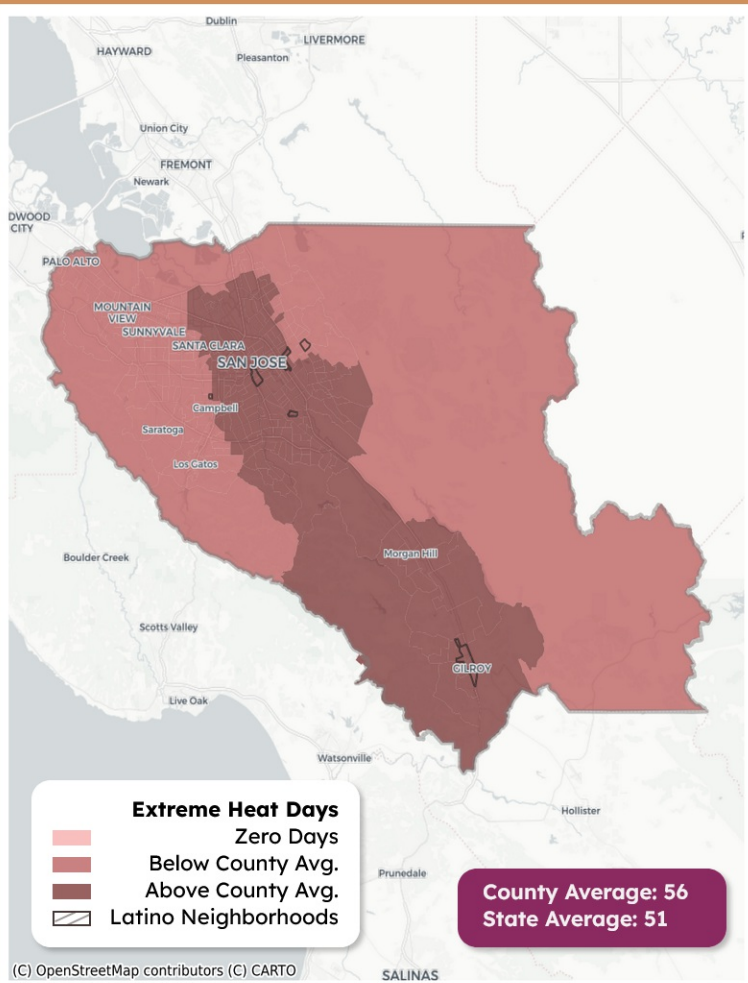 Dublin
LIVERMORE
HAYWARD
Pleasanton
Union City
FREMONT
Newark
DWOOD
CITY
PALO ALTO
MOUNTAIN
VIEW
SUNNYVALE
SANTA CLARA
SAN JOSE
Campbell
Saratoga
Los Gatos
Morgan Hill
Boulder Creek
Scotts Valley
GILROY
Live Oak
Watsonville
Hollister
Prunedale
SALINAS
Extreme Heat Days
Zero Days
Below County Avg.
Above County Avg.
Latino Neighborhoods
County Average: 56
State Average: 51
(C) OpenStreetMap contributors (C) CARTO